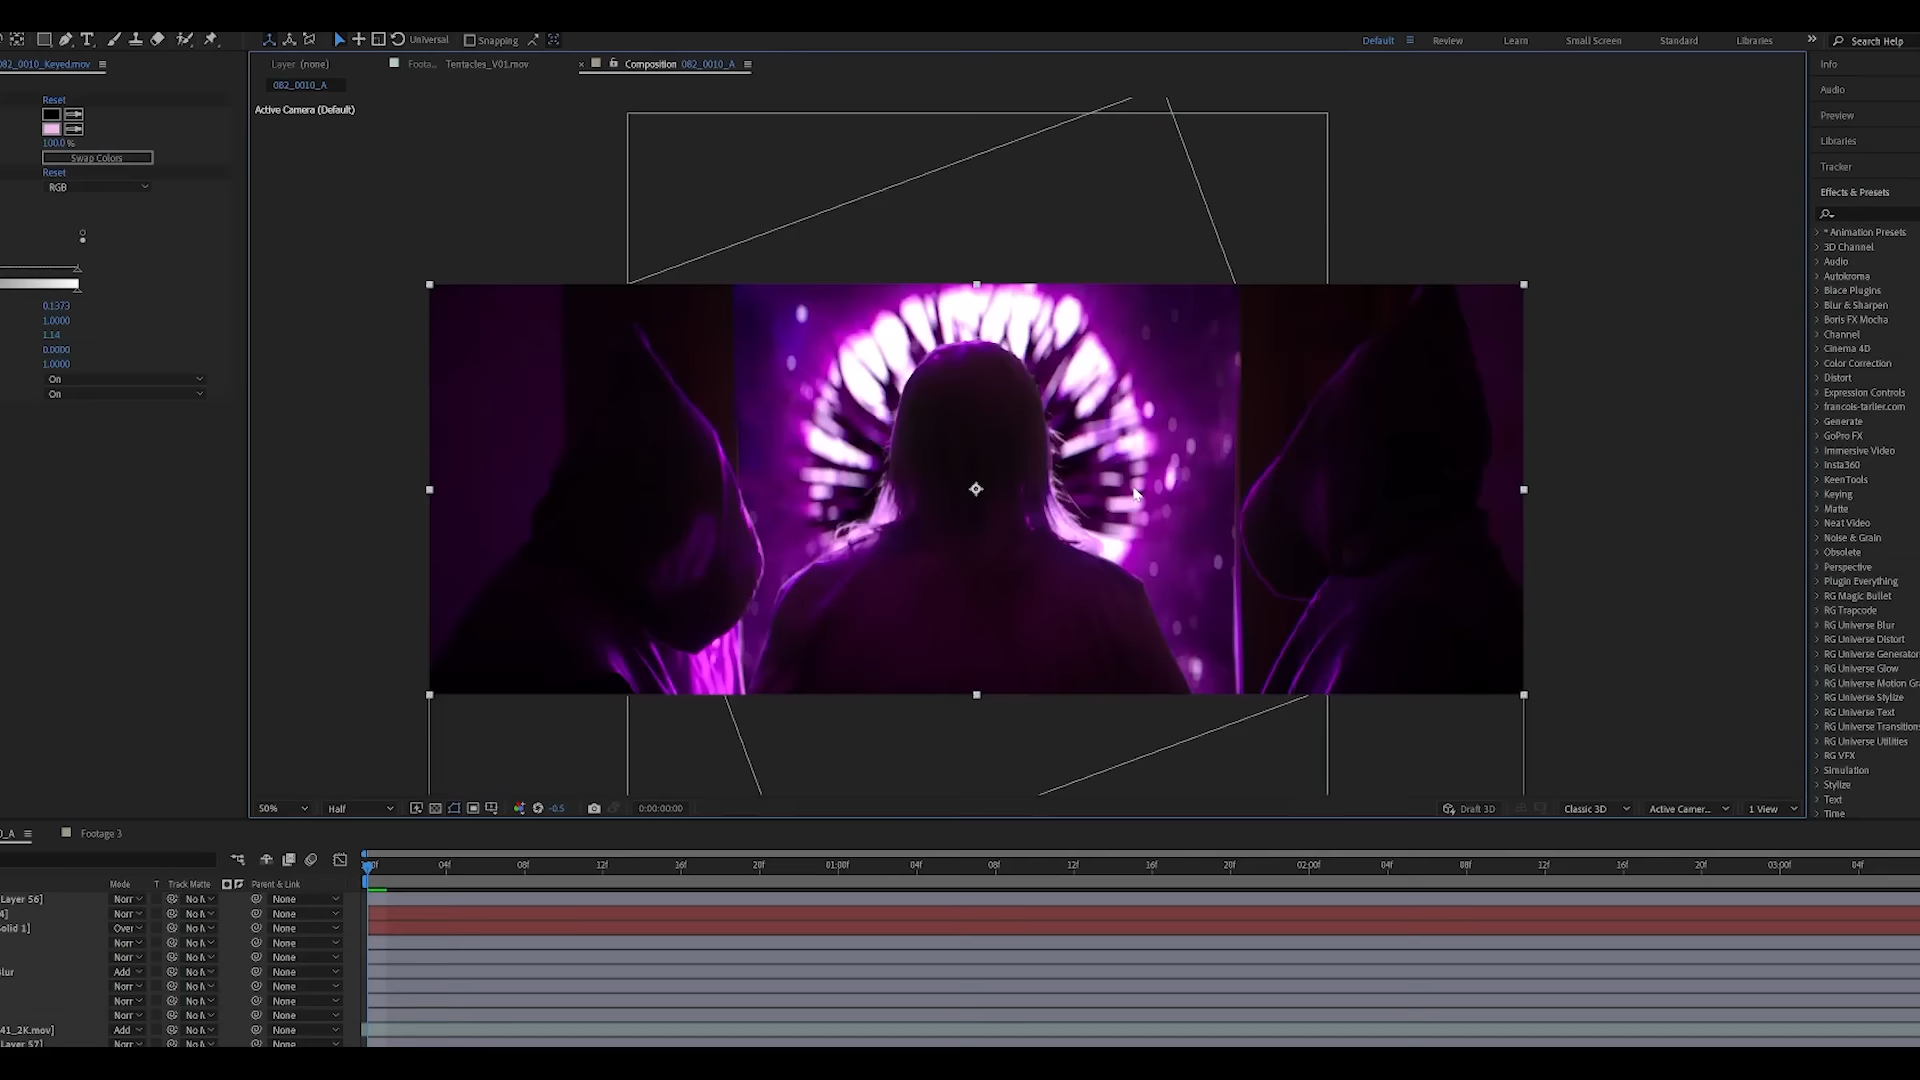 Universal Snapping Default Review Learn Small Screen Standard Libraries Search Help
082_0010_Keyed.mov
Layer (none) Foota... Tentacles_V01.mov Composition 082_0010_A
082_0010_A
Active Camera (Default)
Reset
100.0 %
Swap Colors
Reset
RGB
0.1373
1.0000
1.14
0.0000
1.0000
On
On
Info
Audio
Preview
Libraries
Tracker
Effects & Presets
* Animation Presets
3D Channel
Audio
Autokroma
Blace Plugins
Blur & Sharpen
Boris FX Mocha
Channel
Cinema 4D
Color Correction
Distort
Expression Controls
francois-tarlier.com
Generate
GoPro FX
Immersive Video
Insta360
KeenTools
Keying
Matte
Neat Video
Noise & Grain
Obsolete
Perspective
Plugin Everything
RG Magic Bullet
RG Trapcode
RG Universe Blur
RG Universe Distort
RG Universe Generator
RG Universe Glow
RG Universe Motion Gra
RG Universe Stylize
RG Universe Text
RG Universe Transitions
RG Universe Utilities
RG VFX
Simulation
Stylize
Text
Time
50% Half -0.5 0:00:00:00 Draft 3D Classic 3D Active Camer... 1 View
_A Footage 3
:00f 04f 08f 12f 16f 20f 01:00f 04f 08f 12f 16f 20f 02:00f 04f 08f 12f 16f 20f 03:00f 04f
Mode T Track Matte Parent & Link
Layer 56] Norr No M None
4] Norr No M None
olid 1] Over No M None
Norr No M None
Norr No M None
lur Add No M None
Norr No M None
Norr No M None
Norr No M None
41_2K.mov] Add No M None
Layer 57] Norr No M None